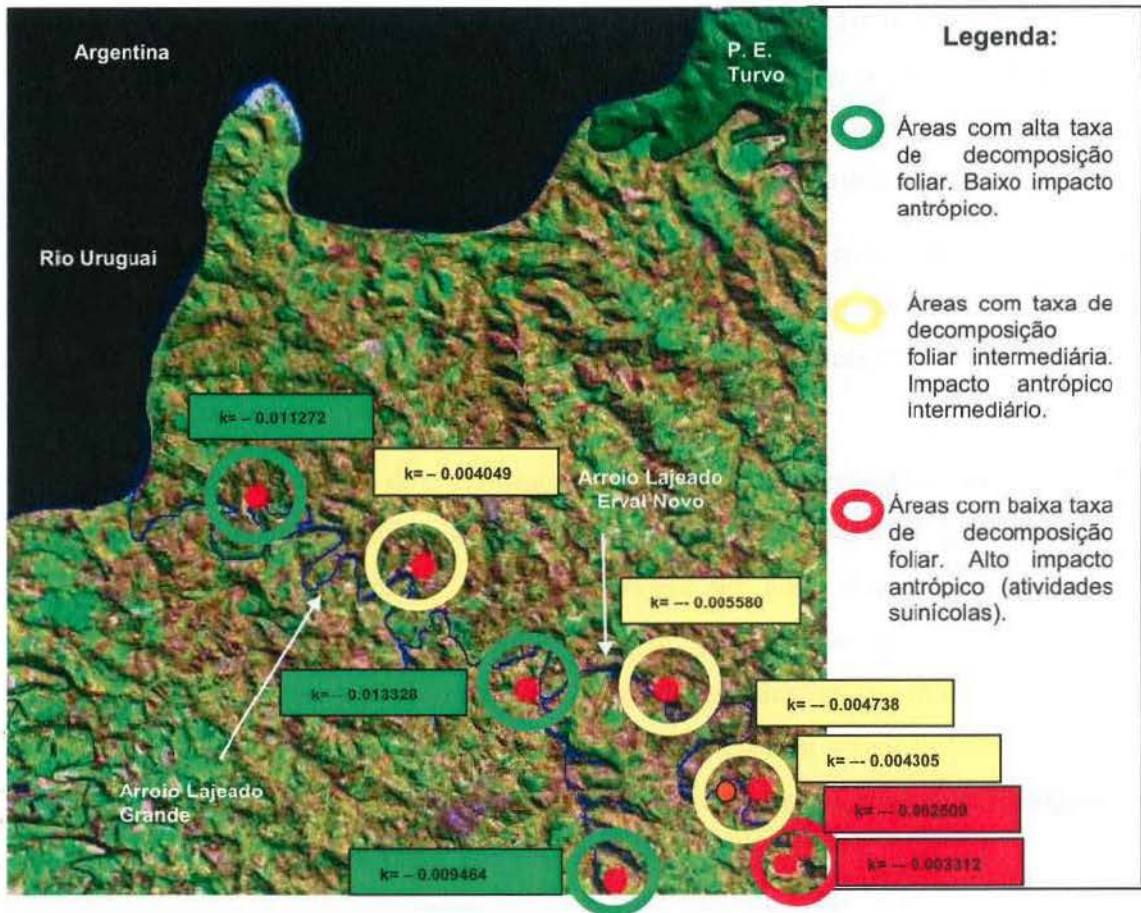 Argentina
P. E.
Turvo
Rio Uruguai
k= – 0.011272
k= – 0.004049
Arroio Lajeado
Erval Novo
k= –- 0.005580
k= –- 0.013328
k= –- 0.004738
k= –- 0.004305
k= –- 0.002509
k= –- 0.003312
Arroio Lajeado
Grande
k= – 0.009464
Legenda:
Áreas com alta taxa
de decomposição
foliar. Baixo impacto
antrópico.
Áreas com taxa de
decomposição
foliar intermediária.
Impacto antrópico
intermediário.
Áreas com baixa taxa
de decomposição
foliar. Alto impacto
antrópico (atividades
suinícolas).